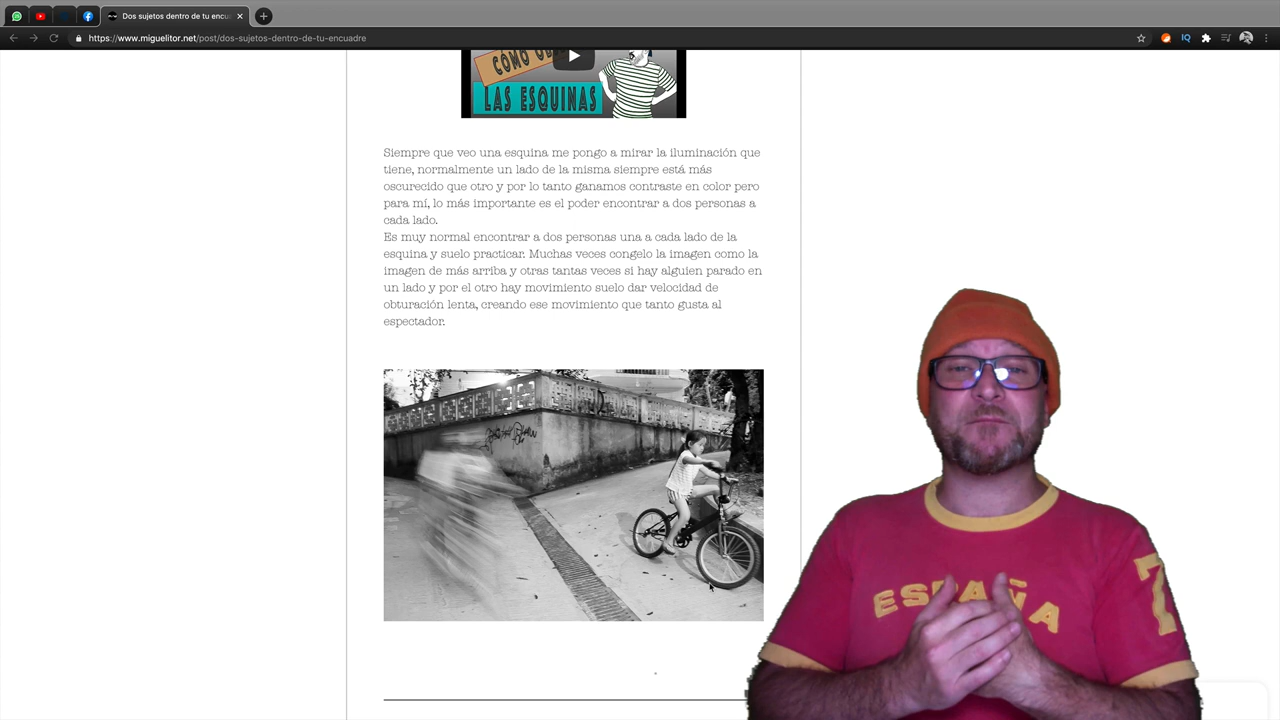 Dos sujetos dentro de tu encu
https://www.miguelitor.net/post/dos-sujetos-dentro-de-tu-encuadre
IQ
CÓMO
LAS ESQUINAS
Siempre que veo una esquina me pongo a mirar la iluminación que
tiene, normalmente un lado de la misma siempre está más
oscurecido que otro y por lo tanto ganamos contraste en color pero
para mí, lo más importante es el poder encontrar a dos personas a
cada lado.
Es muy normal encontrar a dos personas una a cada lado de la
esquina y suelo practicar. Muchas veces congelo la imagen como la
imagen de más arriba y otras tantas veces si hay alguien parado en
un lado y por el otro hay movimiento suelo dar velocidad de
obturación lenta, creando ese movimiento que tanto gusta al
espectador.
ESPAÑA
7